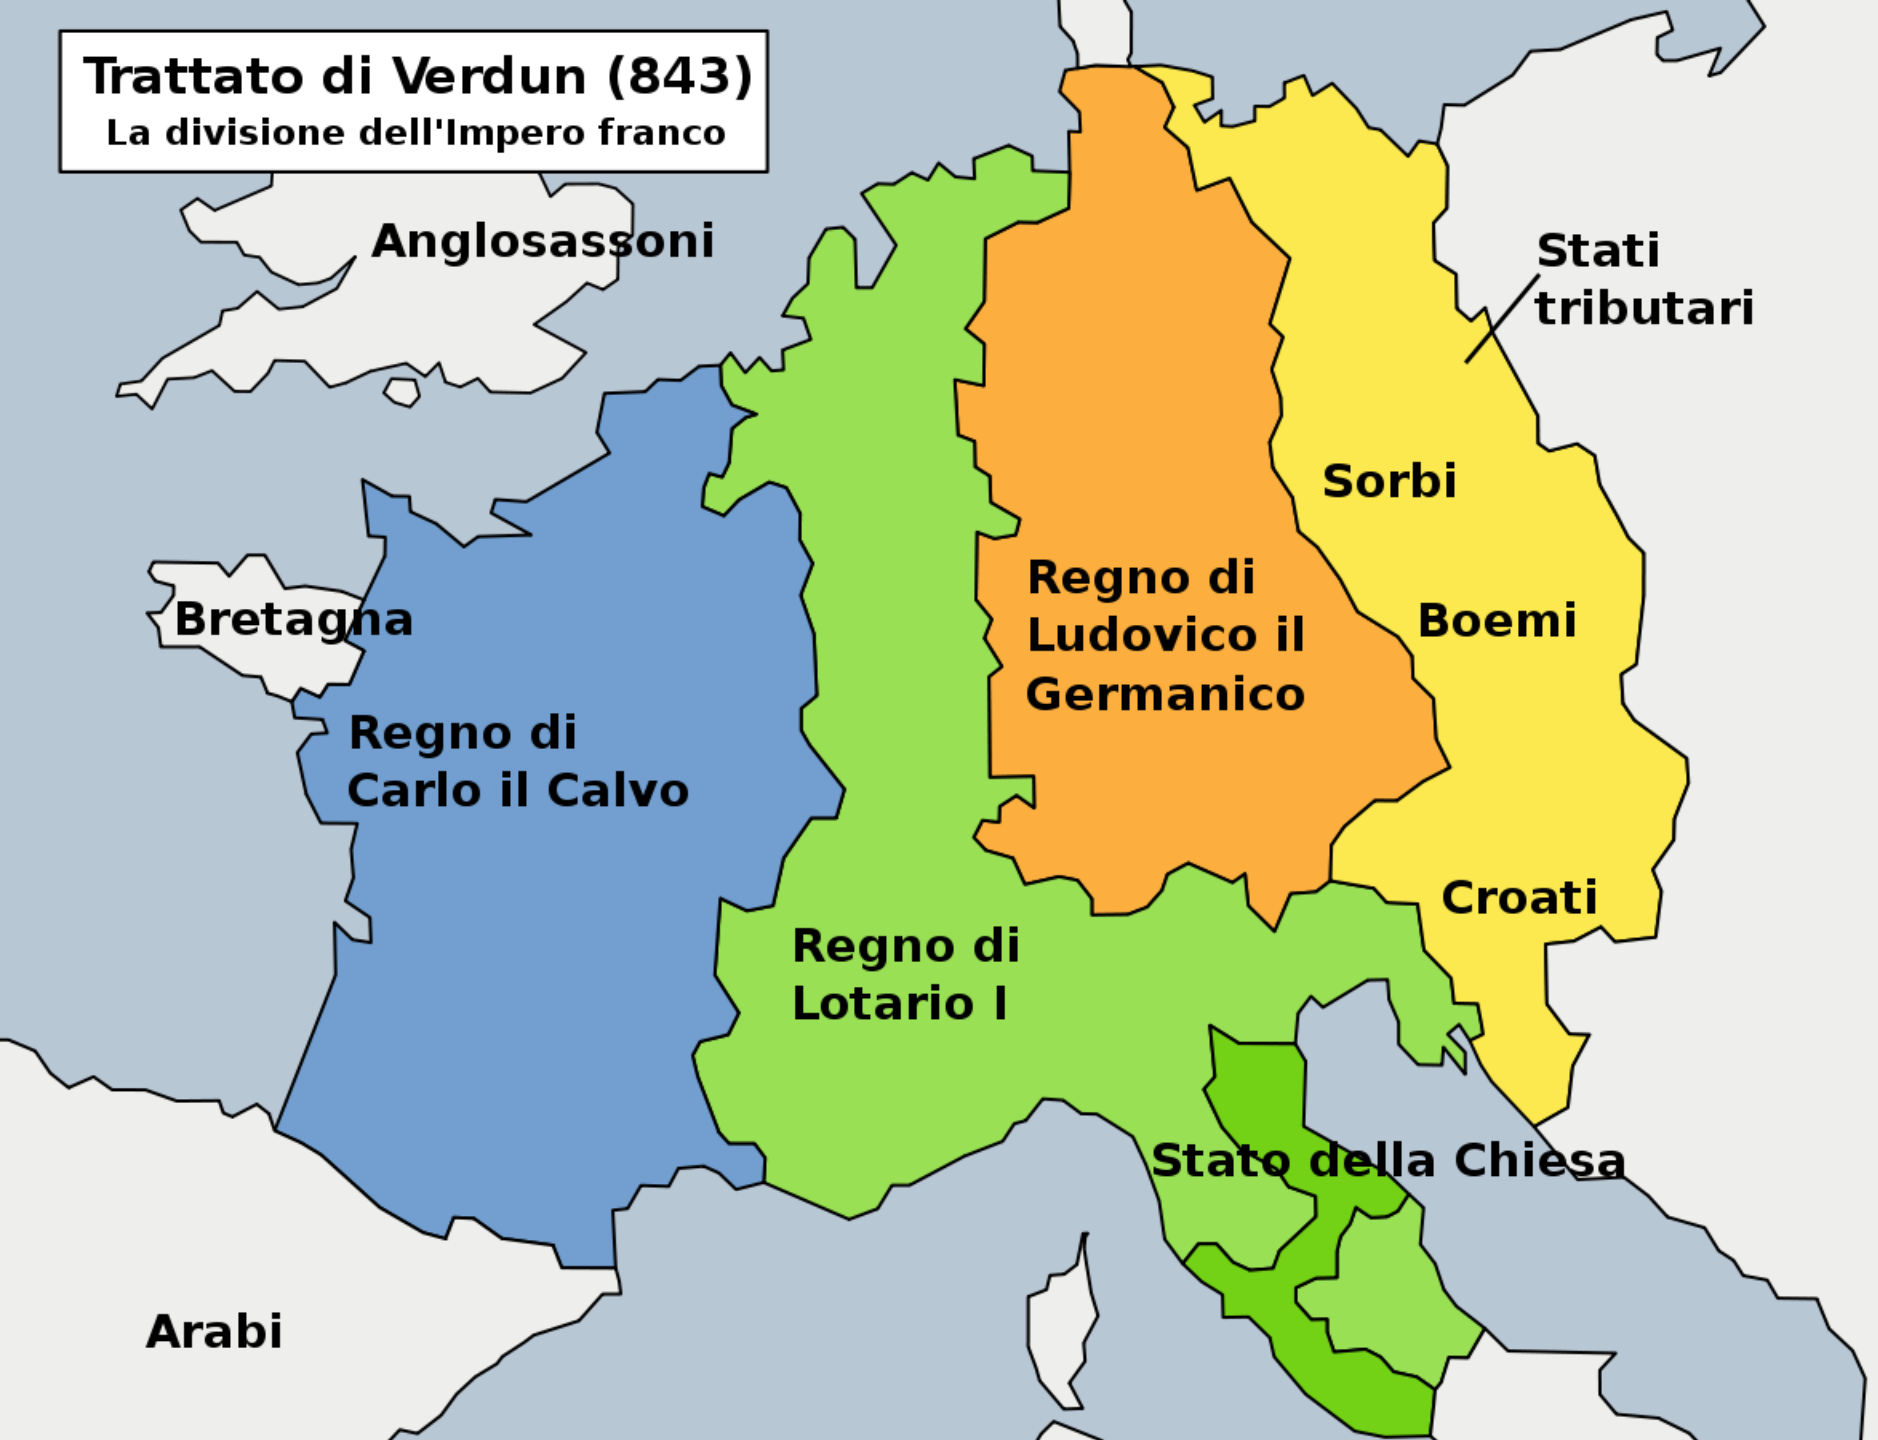 Trattato di Verdun (843)
La divisione dell'Impero franco
Anglosassoni
Stati
tributari
Sorbi
Regno di
Ludovico il
Germanico
Boemi
Bretagna
Regno di
Carlo il Calvo
Croati
Regno di
Lotario I
Stato della Chiesa
Arabi